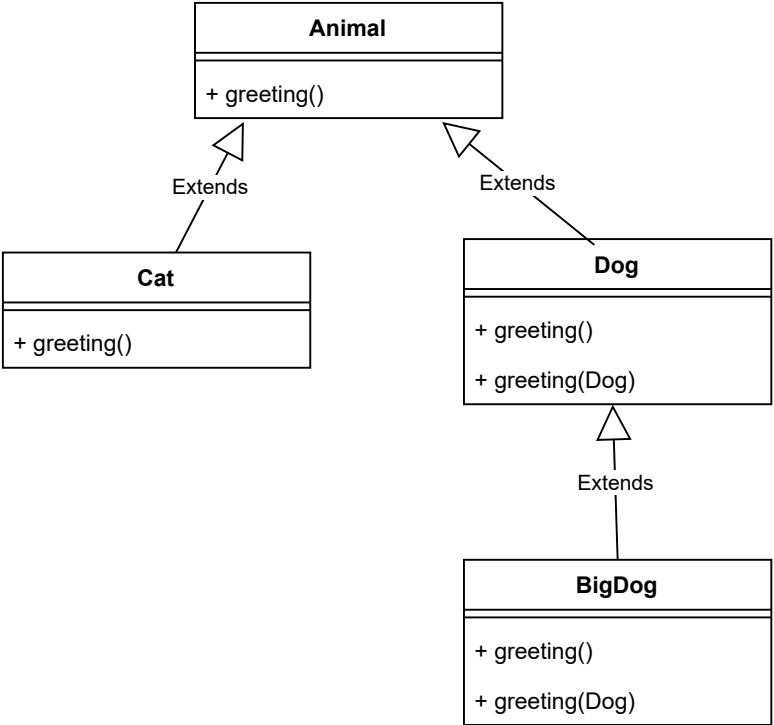 Animal
+ greeting()
Extends
Extends
Cat
+ greeting()
Dog
+ greeting()
+ greeting(Dog)
Extends
BigDog
+ greeting()
+ greeting(Dog)